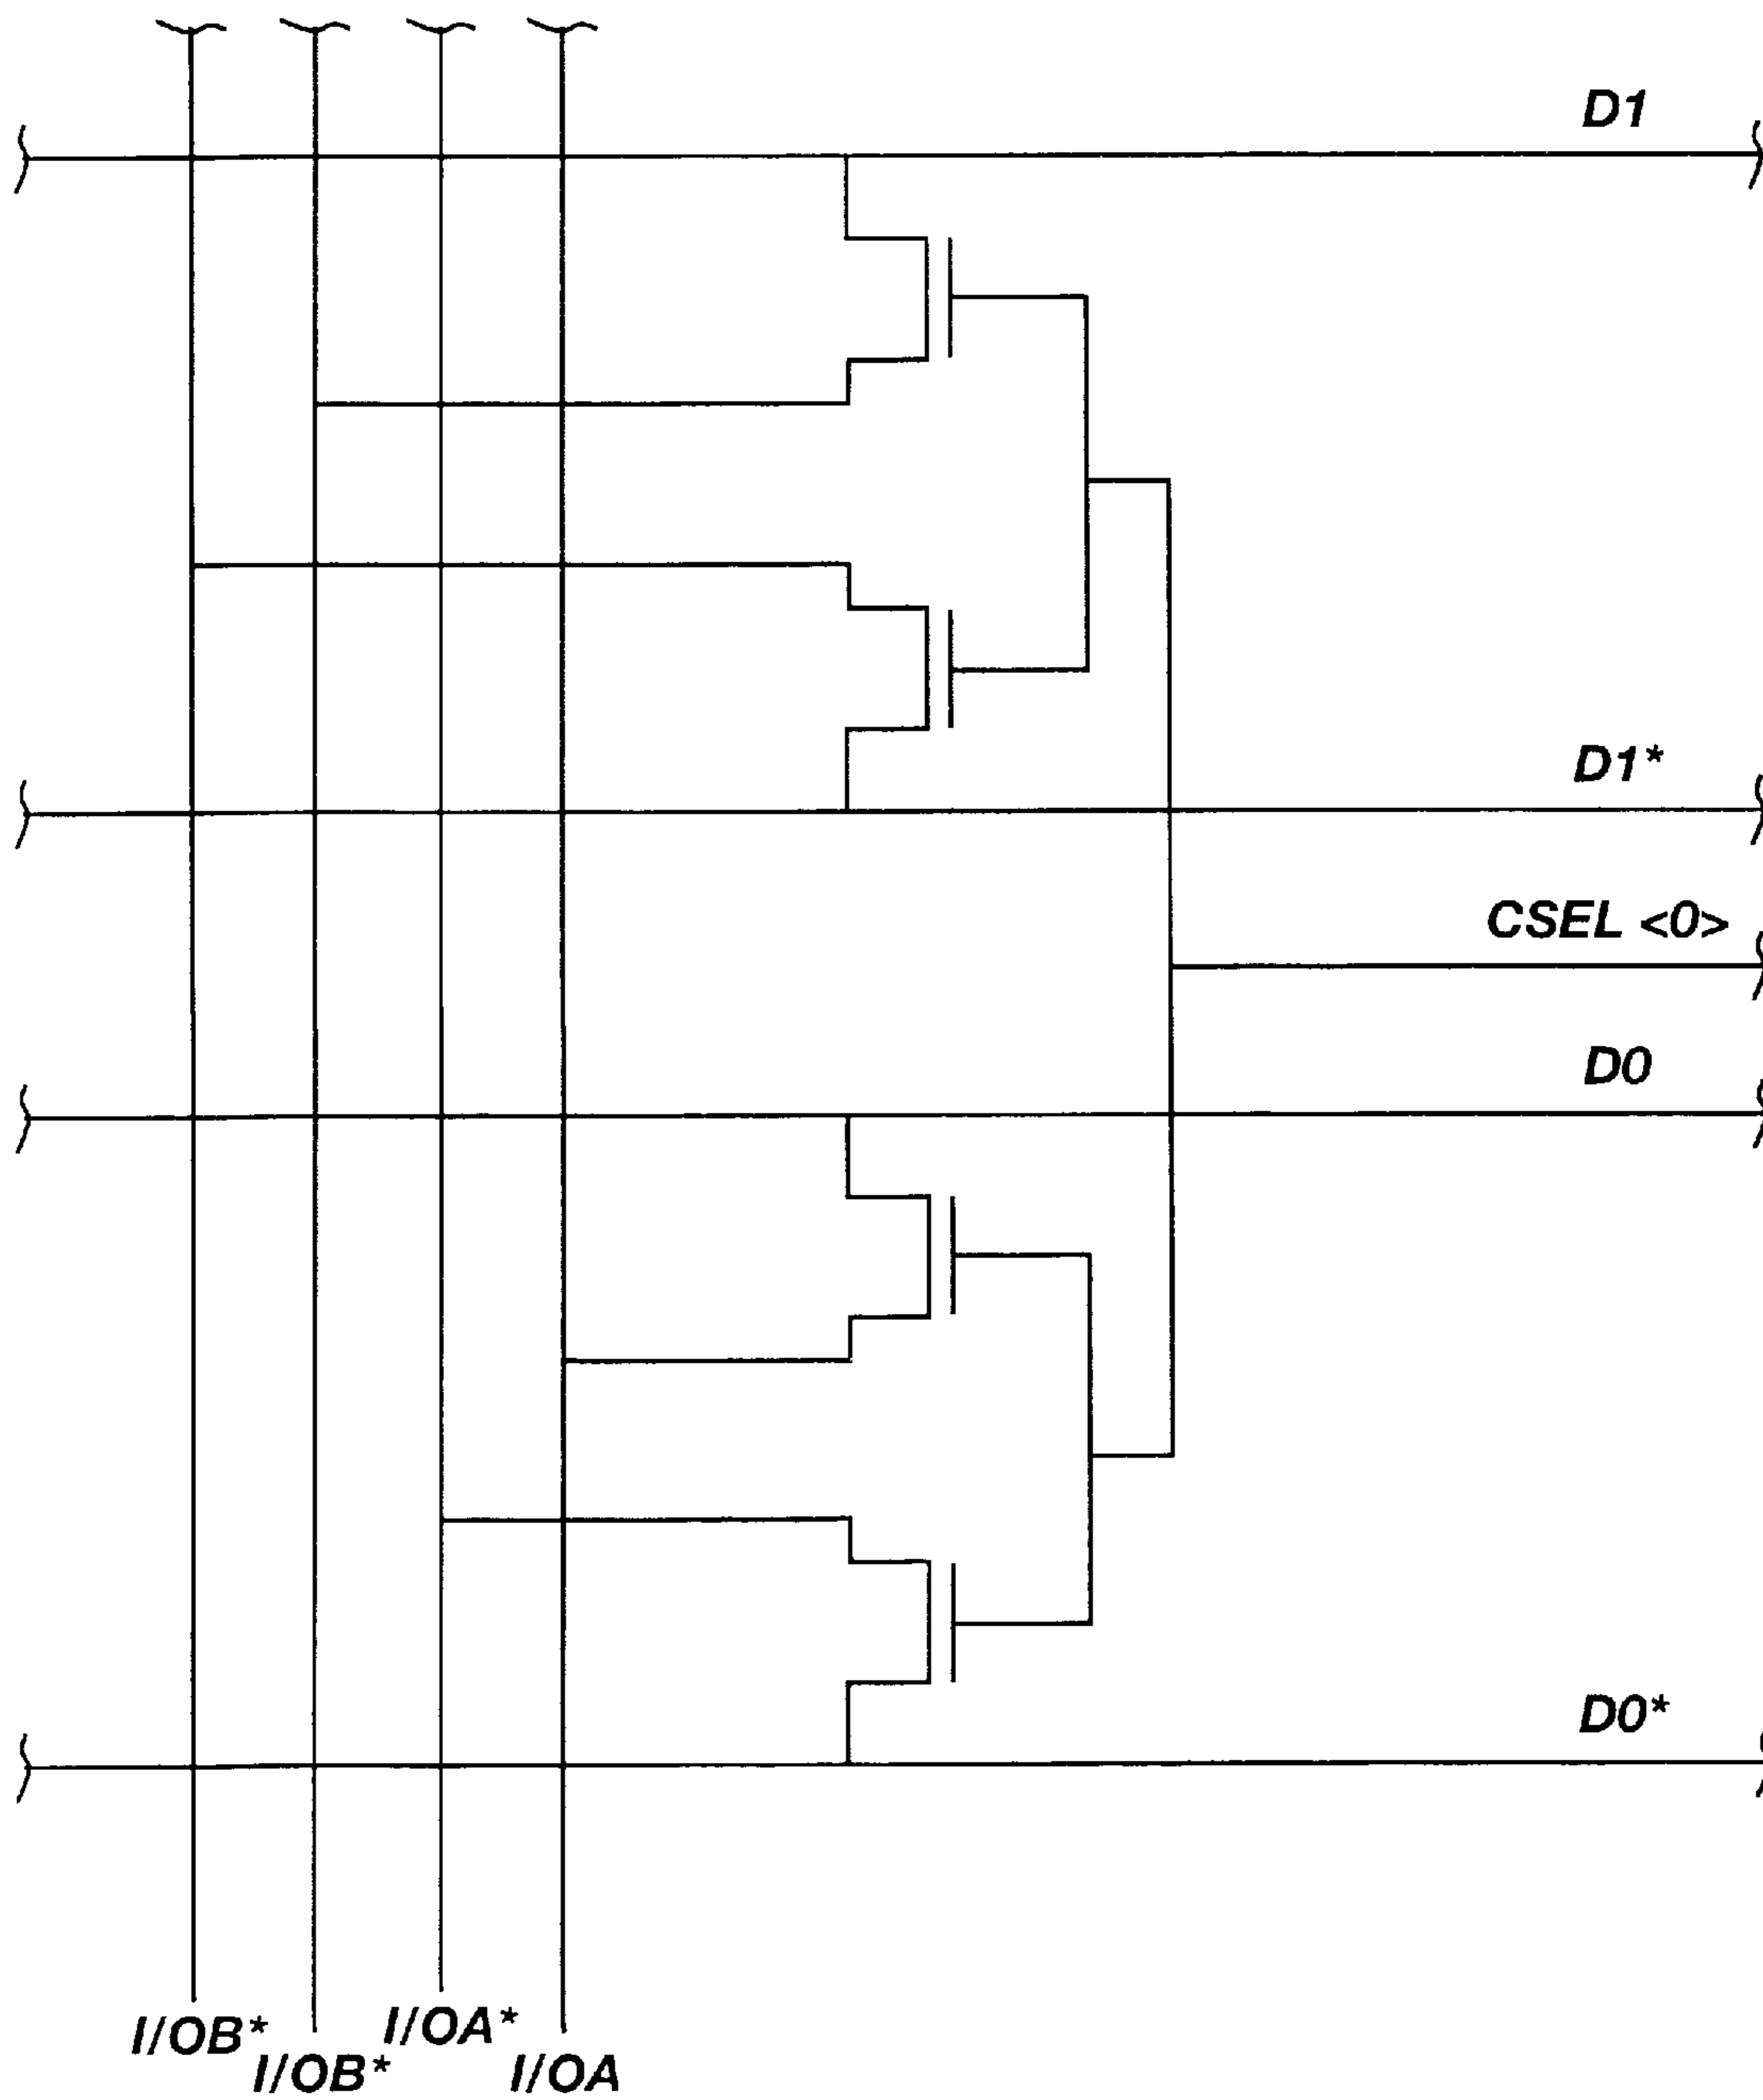 D1
D1*
CSEL <0>
D0
D0*
I/OB*
I/OB*
I/OA*
I/OA